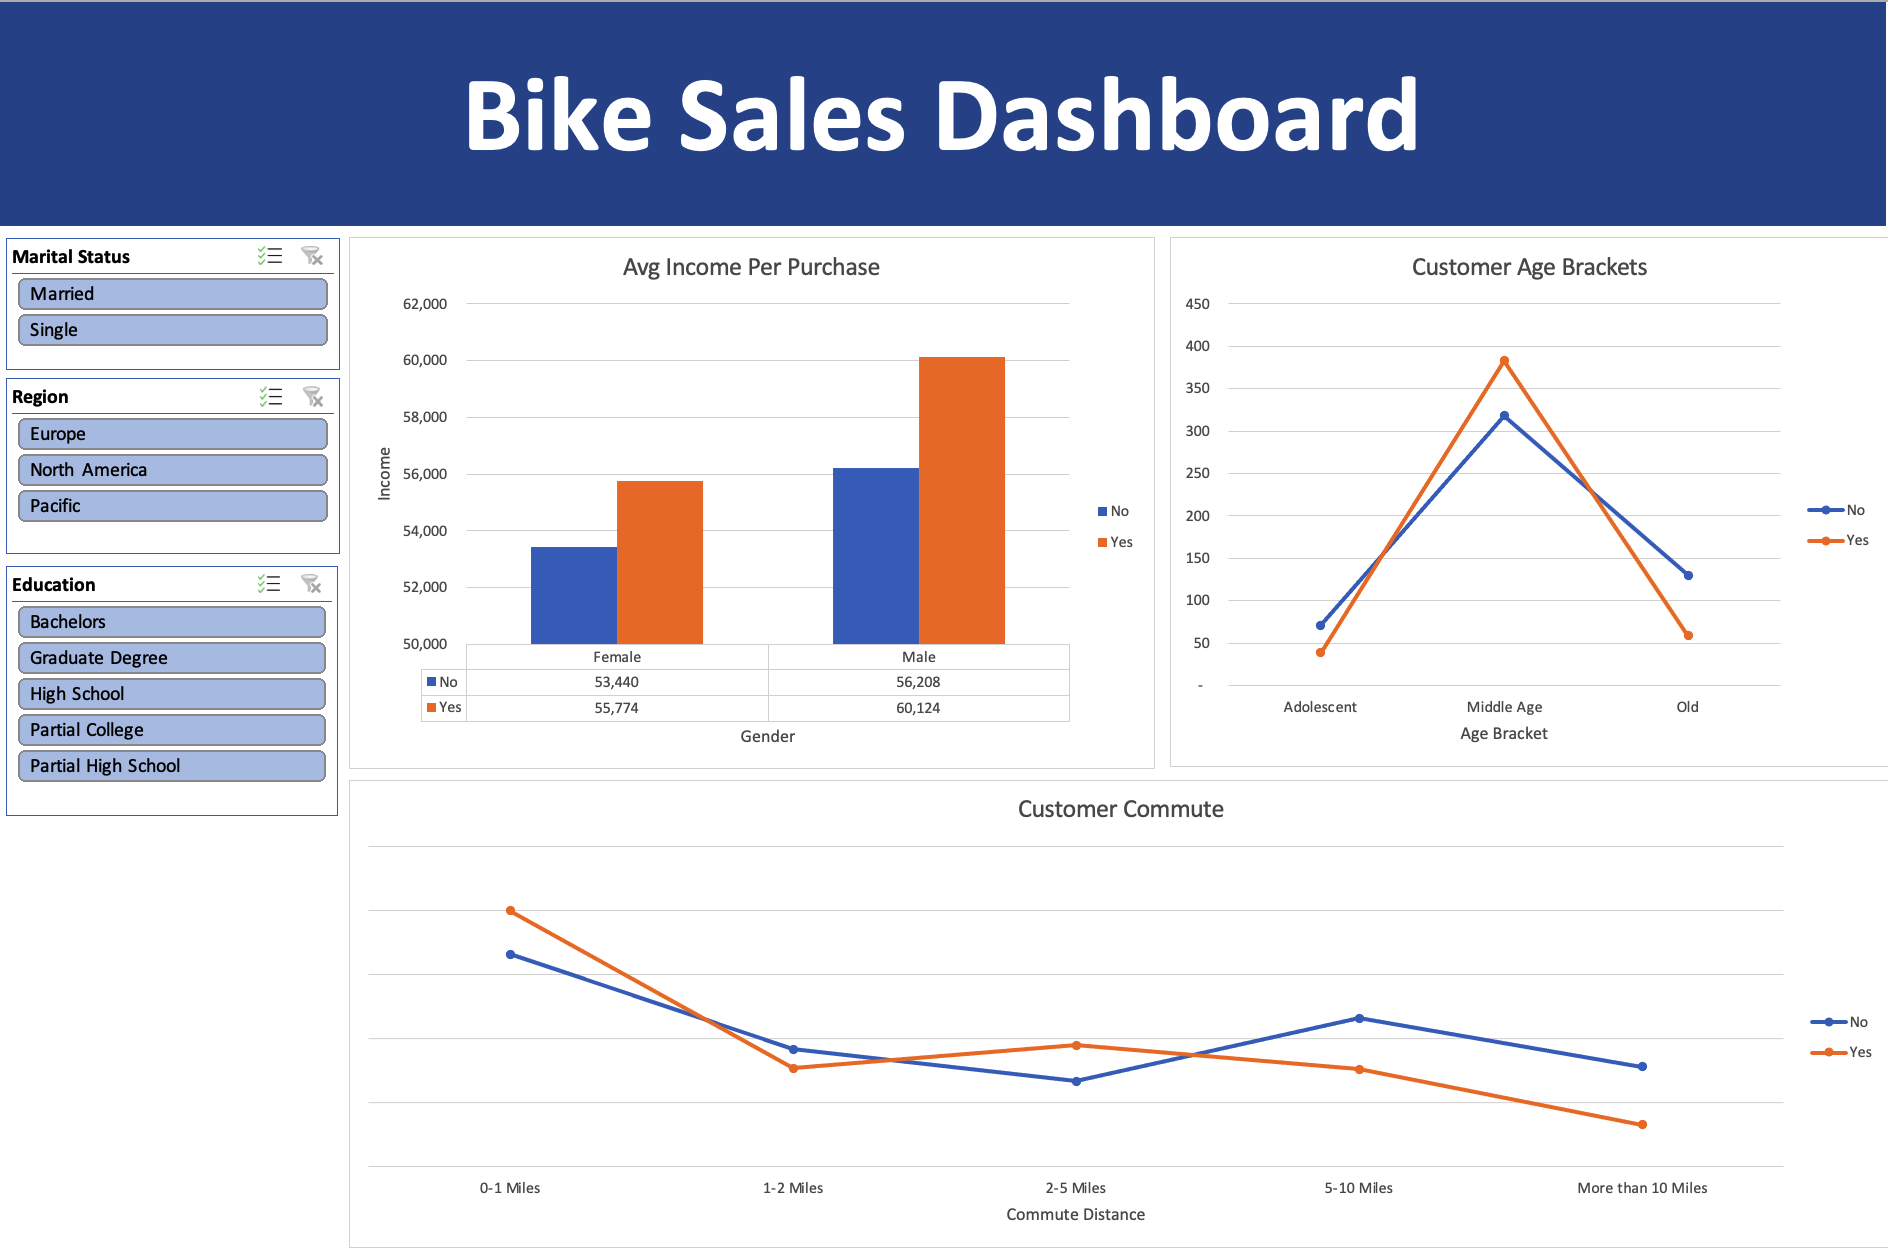 Bike Sales Dashboard
Marital Status
Married
Single
Region
Europe
North America
Pacific
Education
Bachelors
Graduate Degree
High School
Partial College
Partial High School
Avg Income Per Purchase
62,000
60,000
58,000
56,000
54,000
52,000
50,000
Income
Female Male
No 53,440 56,208
Yes 55,774 60,124
Gender
No
Yes
Customer Age Brackets
450
400
350
300
250
200
150
100
50
-
Adolescent Middle Age Old
Age Bracket
No
Yes
Customer Commute
0-1 Miles 1-2 Miles 2-5 Miles 5-10 Miles More than 10 Miles
Commute Distance
No
Yes